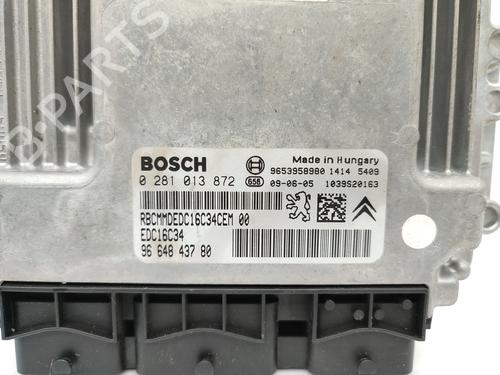 B-PARTS
BOSCH
Made in Hungary
9653958980 1414 5409
0 281 013 872 658 09-06-05 1039S20163
RBCMMDEDC16C34CEM 00
EDC16C34
96 648 437 80